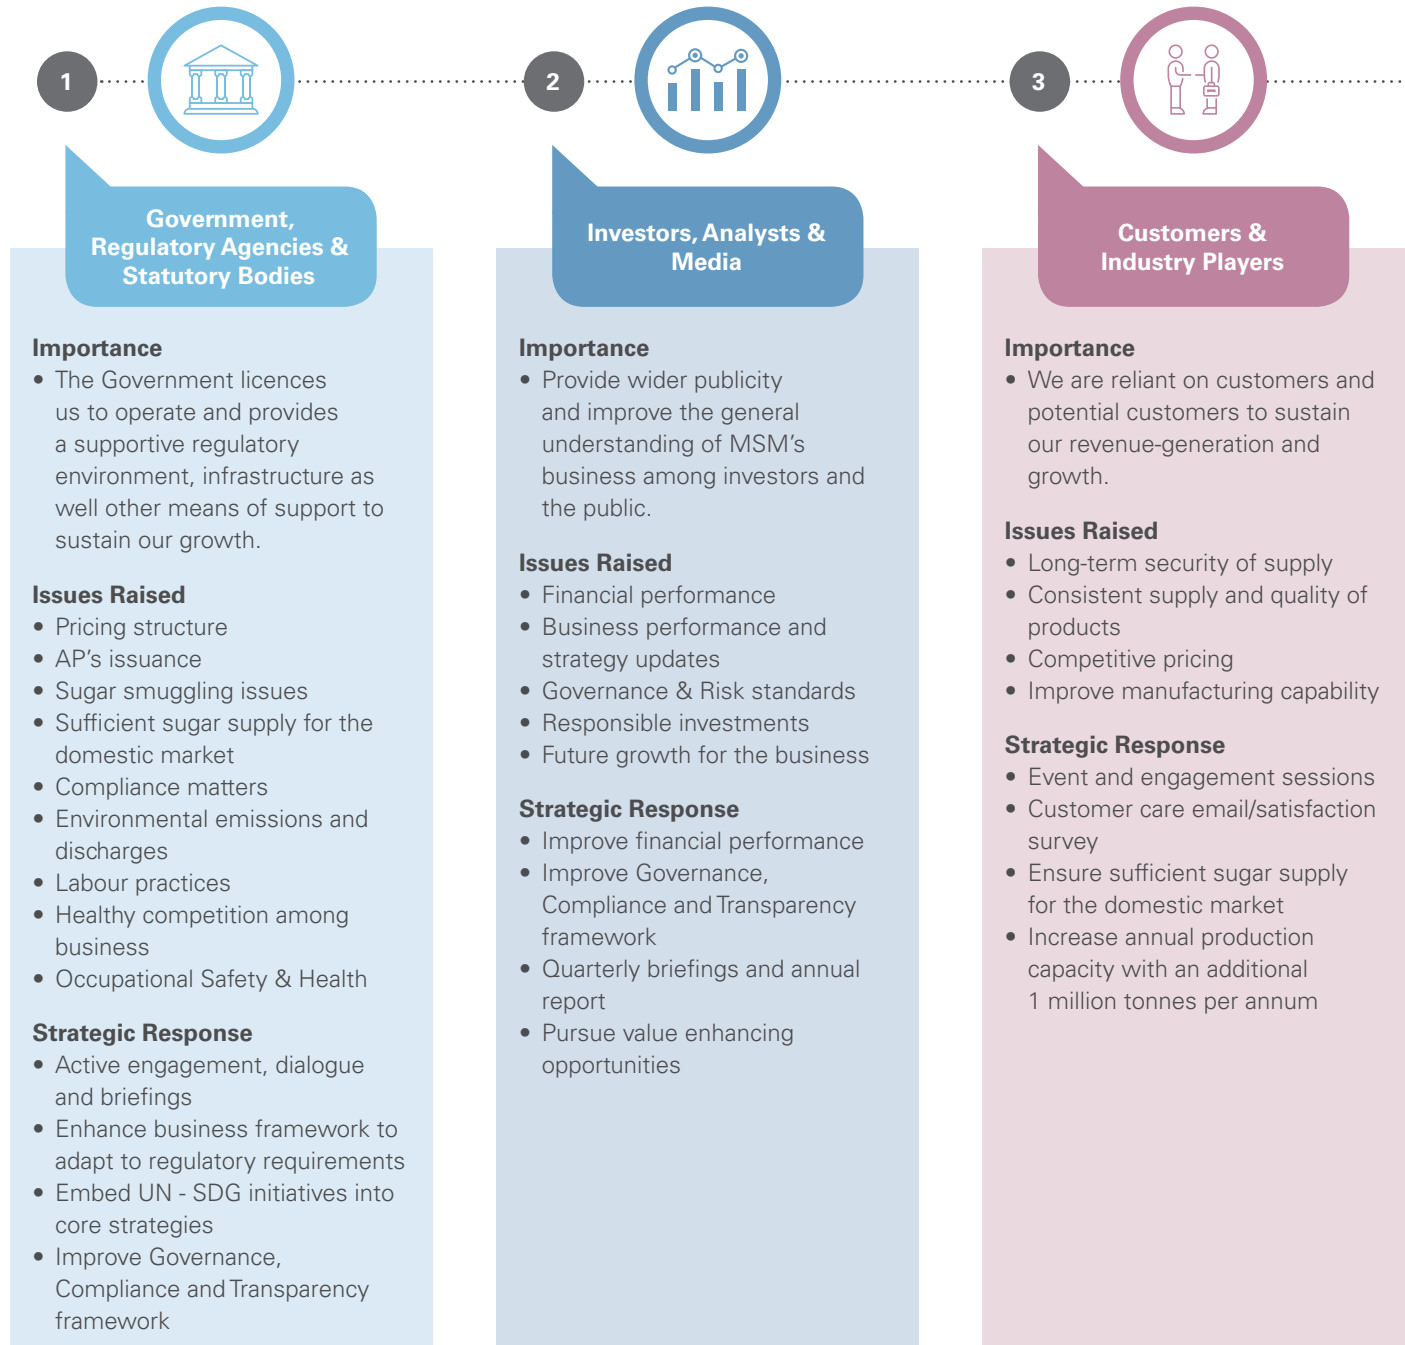 1
Government,
Regulatory Agencies &
Statutory Bodies
Importance
• The Government licences
us to operate and provides
a supportive regulatory
environment, infrastructure as
well other means of support to
sustain our growth.
Issues Raised
• Pricing structure
• AP's issuance
• Sugar smuggling issues
• Sufficient sugar supply for the
domestic market
• Compliance matters
• Environmental emissions and
discharges
• Labour practices
• Healthy competition among
business
• Occupational Safety & Health
Strategic Response
• Active engagement, dialogue
and briefings
• Enhance business framework to
adapt to regulatory requirements
• Embed UN - SDG initiatives into
core strategies
• Improve Governance,
Compliance and Transparency
framework
2
Investors, Analysts &
Media
Importance
• Provide wider publicity
and improve the general
understanding of MSM's
business among investors and
the public.
Issues Raised
• Financial performance
• Business performance and
strategy updates
• Governance & Risk standards
• Responsible investments
• Future growth for the business
Strategic Response
• Improve financial performance
• Improve Governance,
Compliance and Transparency
framework
• Quarterly briefings and annual
report
• Pursue value enhancing
opportunities
3
Customers &
Industry Players
Importance
• We are reliant on customers and
potential customers to sustain
our revenue-generation and
growth.
Issues Raised
• Long-term security of supply
• Consistent supply and quality of
products
• Competitive pricing
• Improve manufacturing capability
Strategic Response
• Event and engagement sessions
• Customer care email/satisfaction
survey
• Ensure sufficient sugar supply
for the domestic market
• Increase annual production
capacity with an additional
1 million tonnes per annum